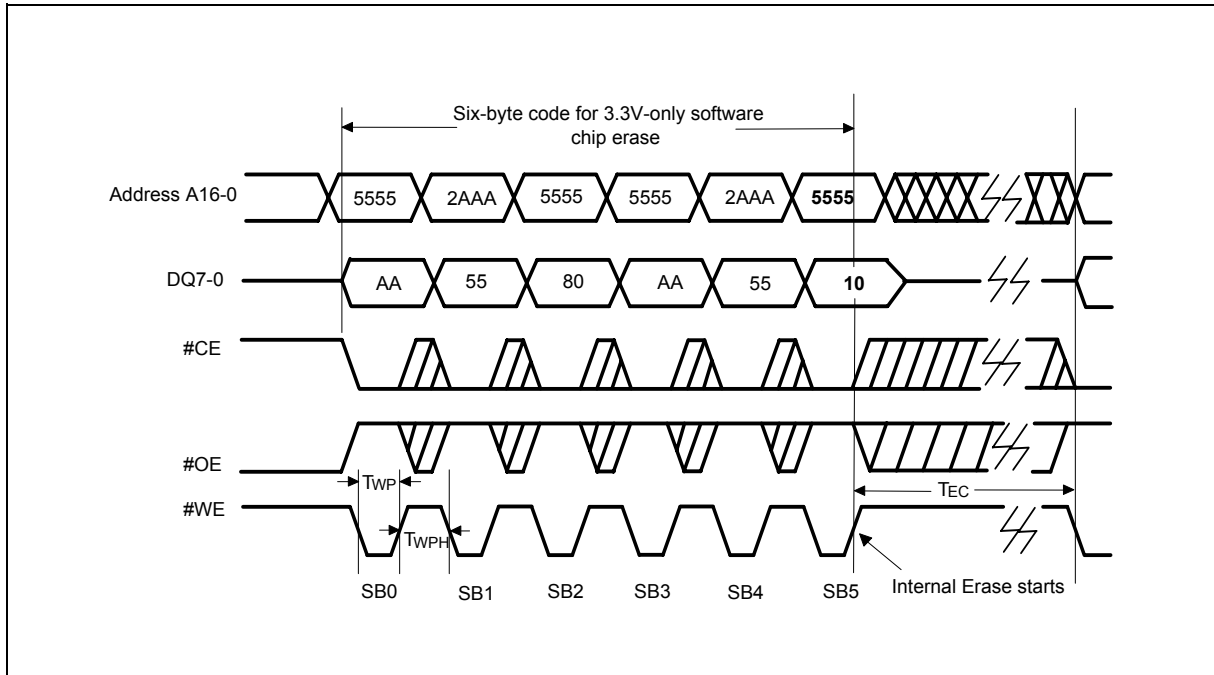 Six-byte code for 3.3V-only software
chip erase
Address A16-0
5555 2AAA 5555 5555 2AAA 5555
DQ7-0
AA 55 80 AA 55 10
#CE
#OE
TWP
TEC
#WE
TWPH
SB0 SB1 SB2 SB3 SB4 SB5
Internal Erase starts